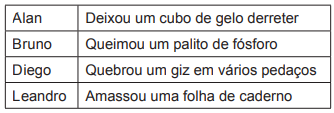 Alan Deixou um cubo de gelo derreter
Bruno Queimou um palito de fósforo
Diego Quebrou um giz em vários pedaços
Leandro Amassou uma folha de caderno